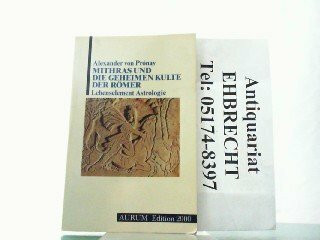 Alexander von Pronay
MITHRAS UND
DIE GEHEIMEN KULTE
DER RÖMER
Lebenselement Astrologie
AURUM Edition 2000
Antiquariat
EHBRECHT
Tel: 05174-8397